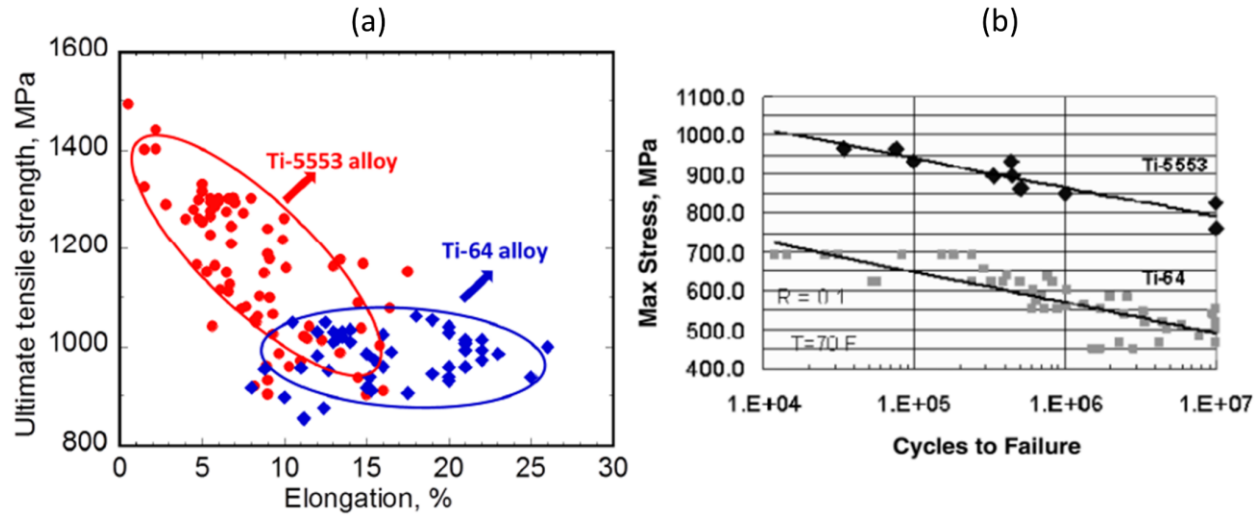 (a)
Ultimate tensile strength, MPa
1600
1400
1200
1000
800
0 5 10 15 20 25 30
Elongation, %
Ti-5553 alloy
Ti-64 alloy
(b)
Max Stress, MPa
1100.0
1000.0
900.0
800.0
700.0
600.0
500.0
400.0
Ti-5553
Ti-64
R = 0.1
T=70 F
1.E+04 1.E+05 1.E+06 1.E+07
Cycles to Failure